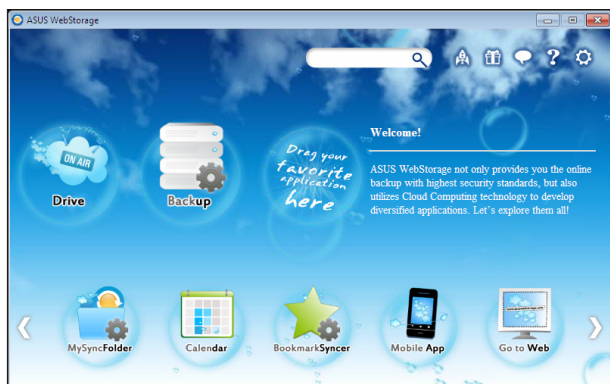 ASUS WebStorage
?
Welcome!
ON AIR
Drive
Backup
Drag your
favorite
application
here
ASUS WebStorage not only provides you the online
backup with highest security standards, but also
utilizes Cloud Computing technology to develop
diversified applications. Let's explore them all!
MySyncFolder
Calendar
BookmarkSyncer
Mobile App
Go to Web